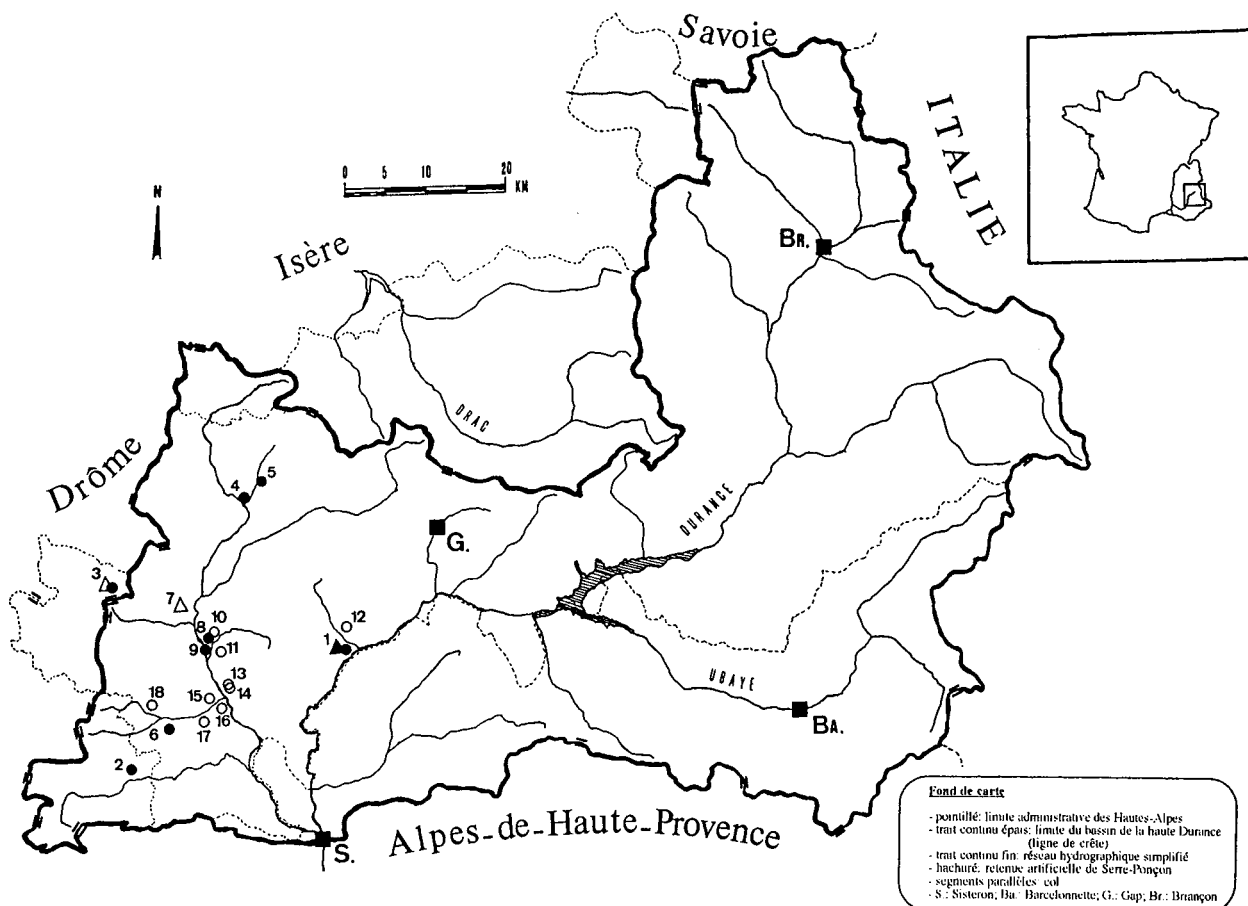 Savoie
ITALIE
N
0 5 10 20
KM
Isère
BR.
DRAC
Drôme
5
4
DURANCE
G.
3
7
10
8
12
1
9
11
13
14
15
18
16
UBAYE
6
17
BA.
2
S.
Alpes-de-Haute-Provence
Fond de carte
- pointillé: limite administrative des Hautes-Alpes
- trait continu épais: limite du bassin de la haute Durance
(ligne de crête)
- trait continu fin: réseau hydrographique simplifié
- hachuré: retenue artificielle de Serre-Ponçon
- segments parallèles: col
- S.: Sisteron; Ba.: Barcelonnette; G.: Gap; Br.: Briançon